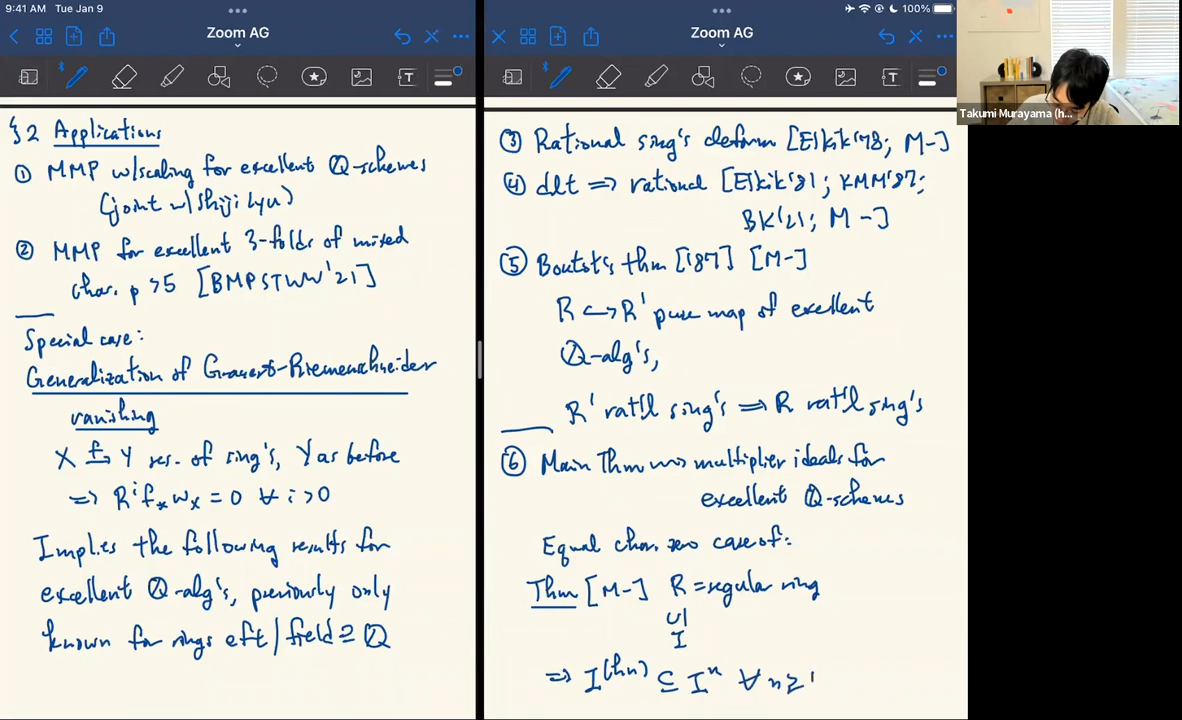 9:41 AM Tue Jan 9
100%
Zoom AG
Zoom AG
§2 Applications
① MMP w/scaling for excellent ℚ-schemes
(joint w/ Shiji Lyu)
② MMP for excellent 3-folds of mixed
char. p >5 [BMPSTWW'21]
Special case:
Generalization of Grauert-Riemenschneider
vanishing
X →f Y res. of sing's, Y as before
⇒ Rⁱf_* ω_X = 0 ∀ i > 0
Implies the following results for
excellent ℚ-alg's, previously only
known for rings eft/field ⊇ ℚ
③ Rational sing's deform [Elkik'78; M-]
④ dlt ⇒ rational [Elkik'81; KMM'87;
BK'21; M-]
⑤ Boutot's thm ['87] [M-]
R ↪ R' pure map of excellent
ℚ-alg's,
R' rat'l sing's ⇒ R rat'l sing's
⑥ Main Thm ⇝ multiplier ideals for
excellent ℚ-schemes
Equal char. zero case of:
Thm [M-] R = regular ring
∪|
I
⇒ I^(hn) ⊆ I^n ∀ n ≥ 1
Takumi Murayama (h...